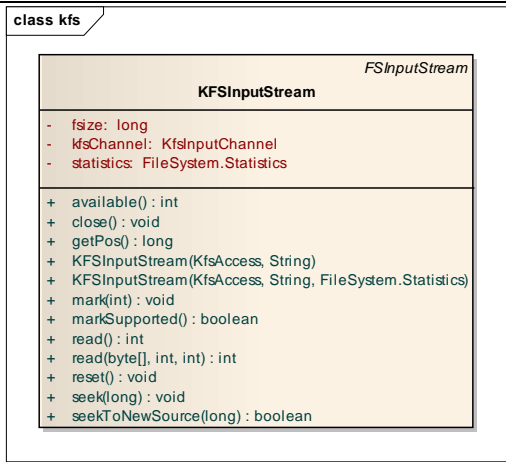 class kfs
FSInputStream
KFSInputStream
- fsize: long
- kfsChannel: KfsInputChannel
- statistics: FileSystem.Statistics
+ available() : int
+ close() : void
+ getPos() : long
+ KFSInputStream(KfsAccess, String)
+ KFSInputStream(KfsAccess, String, FileSystem.Statistics)
+ mark(int) : void
+ markSupported() : boolean
+ read() : int
+ read(byte[], int, int) : int
+ reset() : void
+ seek(long) : void
+ seekToNewSource(long) : boolean